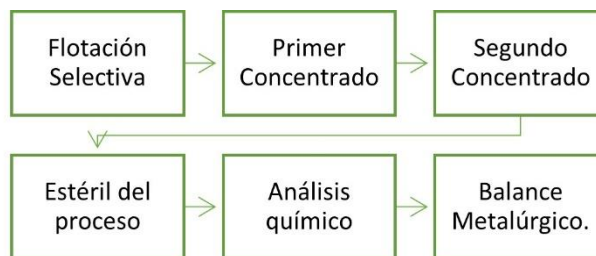 Flotación
Selectiva
Primer
Concentrado
Segundo
Concentrado
Estéril del
proceso
Análisis
químico
Balance
Metalúrgico.